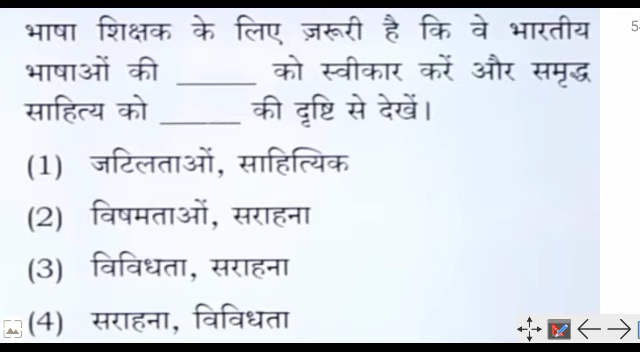 भाषा शिक्षक के लिए ज़रूरी है कि वे भारतीय
भाषाओं की ______ को स्वीकार करें और समृद्ध
साहित्य को ______ की दृष्टि से देखें।
(1) जटिलताओं, साहित्यिक
(2) विषमताओं, सराहना
(3) विविधता, सराहना
(4) सराहना, विविधता